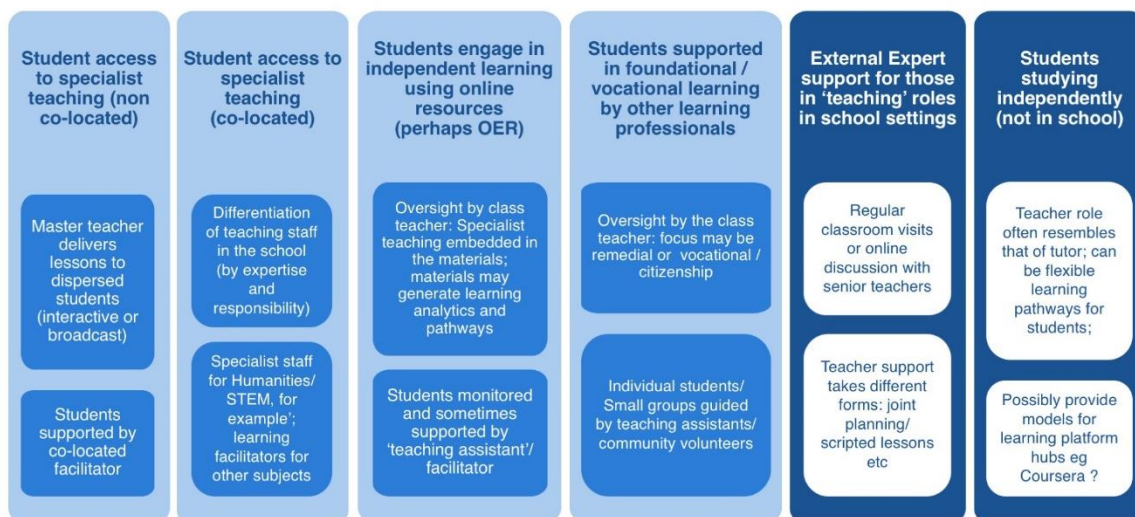 Student access
to specialist
teaching (non
co-located)
Master teacher
delivers
lessons to
dispersed
students
(interactive or
broadcast)
Students
supported by
co-located
facilitator
Student access to
specialist
teaching
(co-located)
Differentiation
of teaching staff
in the school
(by expertise
and
responsibility)
Specialist staff
for Humanities/
STEM, for
example';
learning
facilitators for
other subjects
Students engage in
independent learning
using online
resources
(perhaps OER)
Oversight by class
teacher: Specialist
teaching embedded in
the materials;
materials may
generate learning
analytics and
pathways
Students monitored
and sometimes
supported by
‘teaching assistant’/
facilitator
Students supported
in foundational /
vocational learning
by other learning
professionals
Oversight by the class
teacher: focus may be
remedial or vocational /
citizenship
Individual students/
Small groups guided
by teaching assistants/
community volunteers
External Expert
support for those
in ‘teaching’ roles
in school settings
Regular
classroom visits
or online
discussion with
senior teachers
Teacher support
takes different
forms: joint
planning/
scripted lessons
etc
Students
studying
independently
(not in school)
Teacher role
often resembles
that of tutor; can
be flexible
learning
pathways for
students;
Possibly provide
models for
learning platform
hubs eg
Coursera ?